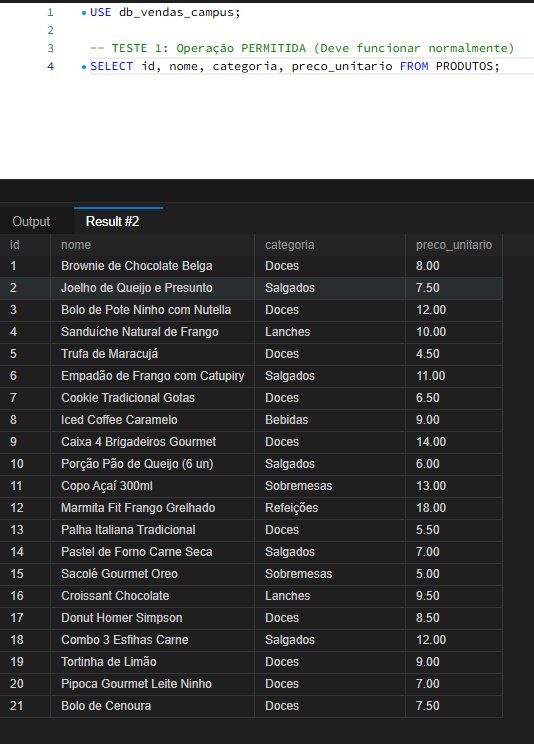 1 USE db_vendas_campus;
2
3 -- TESTE 1: Operação PERMITIDA (Deve funcionar normalmente)
4 SELECT id, nome, categoria, preco_unitario FROM PRODUTOS;
Output Result #2
id nome categoria preco_unitario
1 Brownie de Chocolate Belga Doces 8.00
2 Joelho de Queijo e Presunto Salgados 7.50
3 Bolo de Pote Ninho com Nutella Doces 12.00
4 Sanduíche Natural de Frango Lanches 10.00
5 Trufa de Maracujá Doces 4.50
6 Empadão de Frango com Catupiry Salgados 11.00
7 Cookie Tradicional Gotas Doces 6.50
8 Iced Coffee Caramelo Bebidas 9.00
9 Caixa 4 Brigadeiros Gourmet Doces 14.00
10 Porção Pão de Queijo (6 un) Salgados 6.00
11 Copo Açaí 300ml Sobremesas 13.00
12 Marmita Fit Frango Grelhado Refeições 18.00
13 Palha Italiana Tradicional Doces 5.50
14 Pastel de Forno Carne Seca Salgados 7.00
15 Sacolé Gourmet Oreo Sobremesas 5.00
16 Croissant Chocolate Lanches 9.50
17 Donut Homer Simpson Doces 8.50
18 Combo 3 Esfihas Carne Salgados 12.00
19 Tortinha de Limão Doces 9.00
20 Pipoca Gourmet Leite Ninho Doces 7.00
21 Bolo de Cenoura Doces 7.50